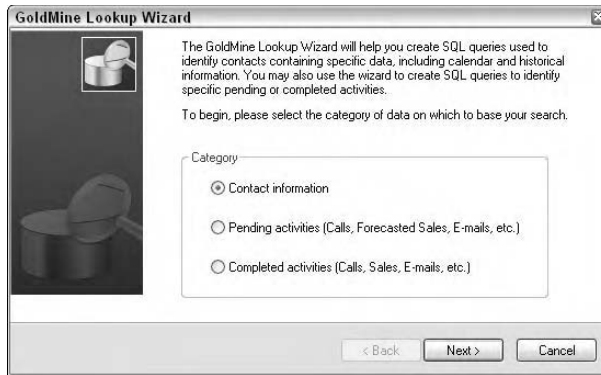 GoldMine Lookup Wizard
The GoldMine Lookup Wizard will help you create SQL queries used to
identify contacts containing specific data, including calendar and historical
information. You may also use the wizard to create SQL queries to identify
specific pending or completed activities.
To begin, please select the category of data on which to base your search.
Category
Contact information
Pending activities (Calls, Forecasted Sales, E-mails, etc.)
Completed activities (Calls, Sales, E-mails, etc.)
< Back Next > Cancel